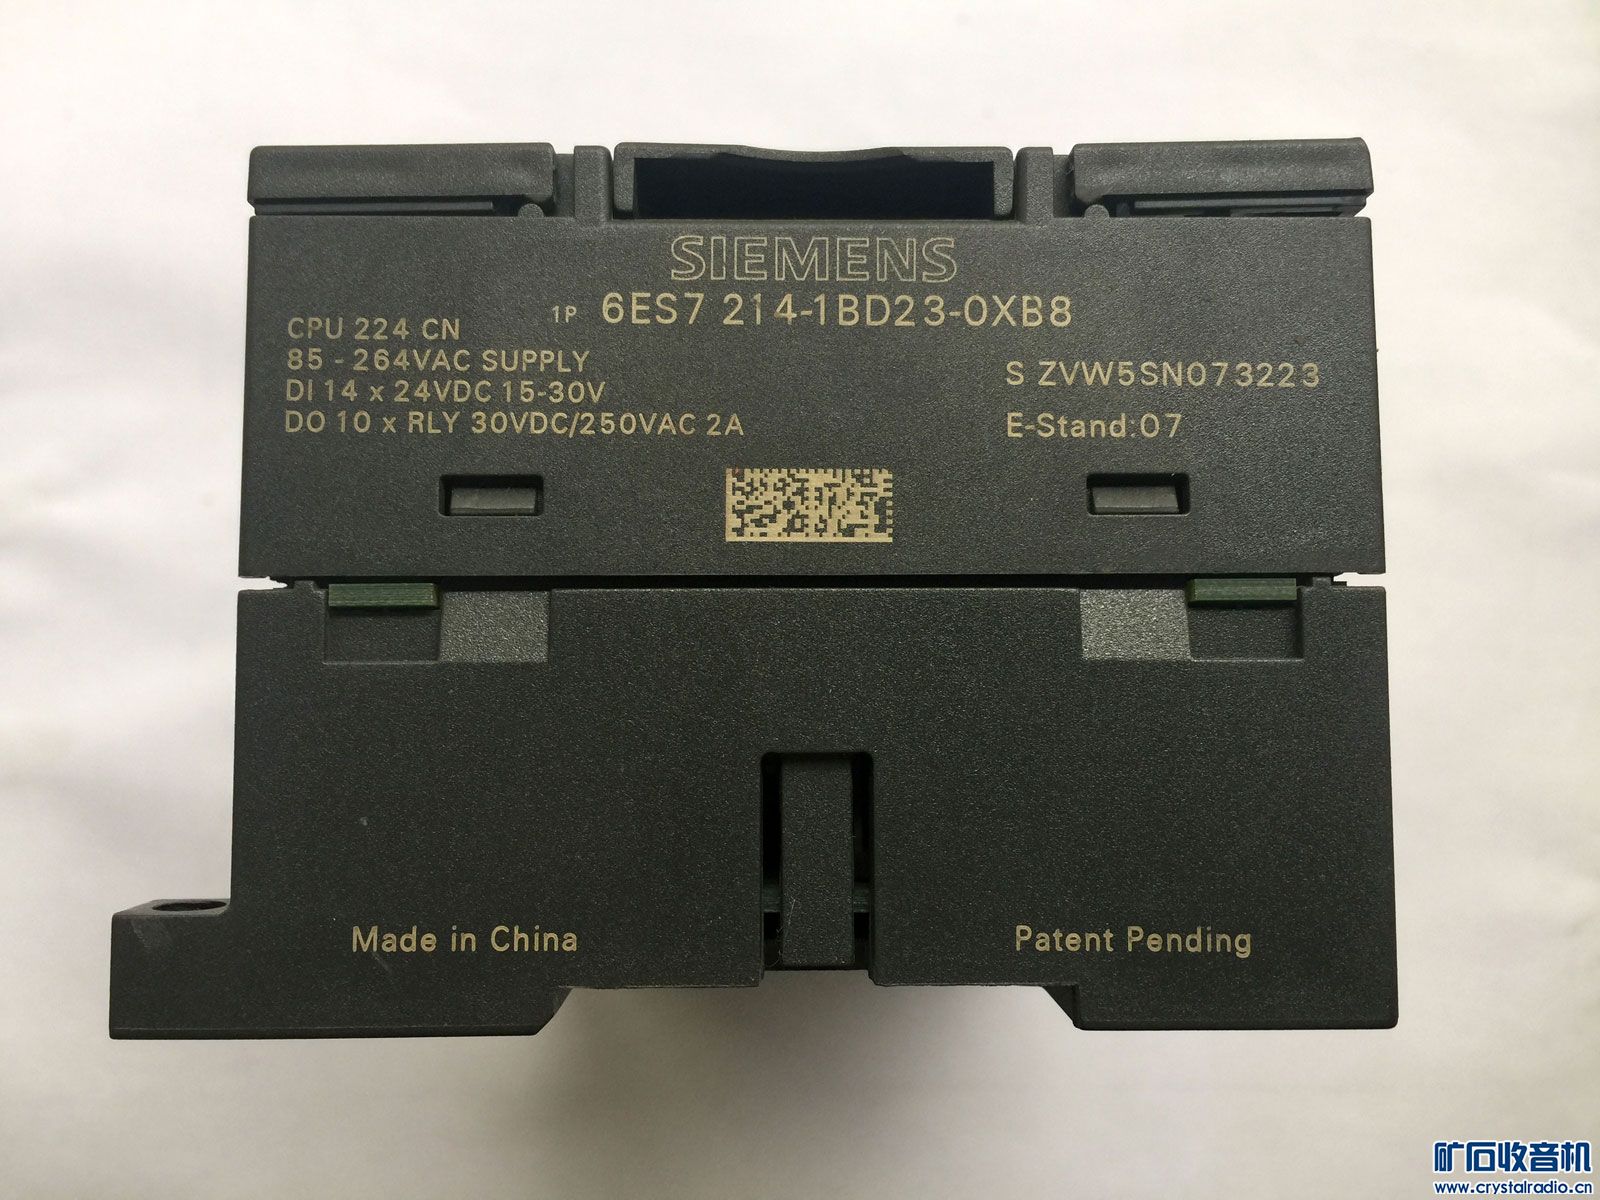 SIEMENS
1P 6ES7 214-1BD23-0XB8
CPU 224 CN
85 - 264VAC SUPPLY
DI 14 x 24VDC 15-30V
DO 10 x RLY 30VDC/250VAC 2A
S ZVW5SN073223
E-Stand:07
Made in China
Patent Pending
矿石收音机
www.crystalradio.cn